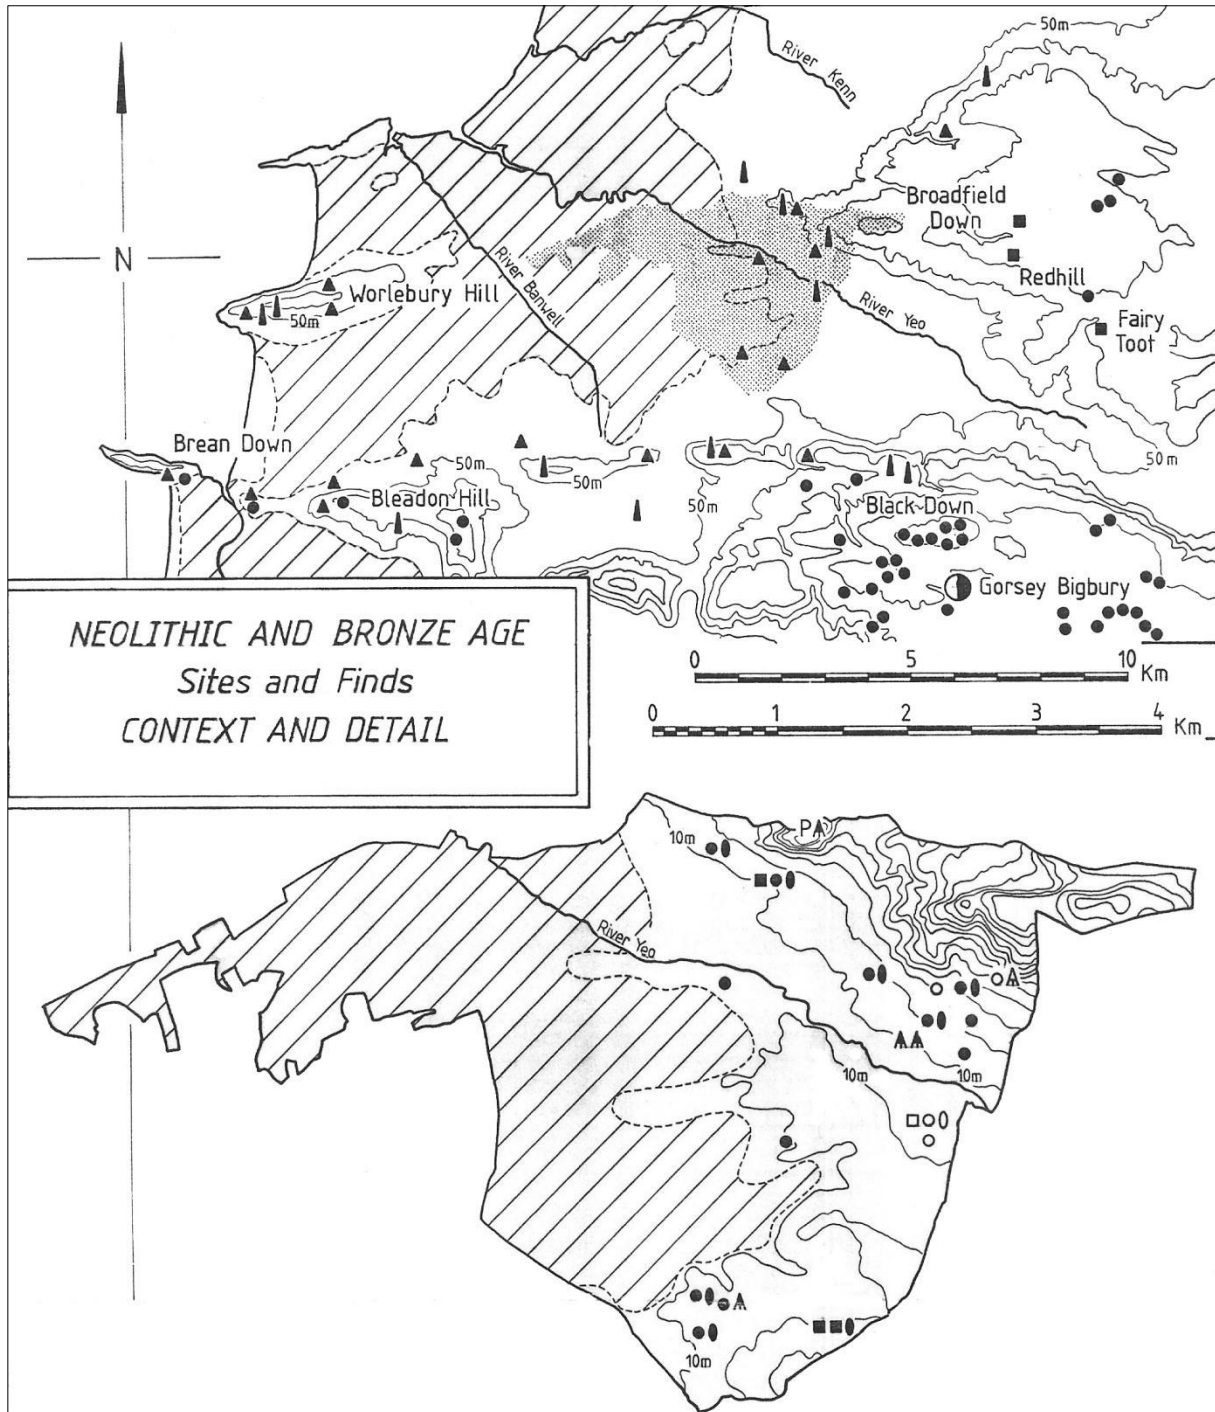 50m
River Kenn
Broadfield
Down
N
Redhill
Worlebury Hill
River Banwell
50m
River Yeo
Fairy
Toot
Brean Down
50m
50m
50m
Bleadon Hill
50m
Black Down
Gorsey Bigbury
NEOLITHIC AND BRONZE AGE
Sites and Finds
CONTEXT AND DETAIL
0 5 10
Km
0 1 2 3 4
Km
10m
P
10m
River Yeo
10m
10m
10m